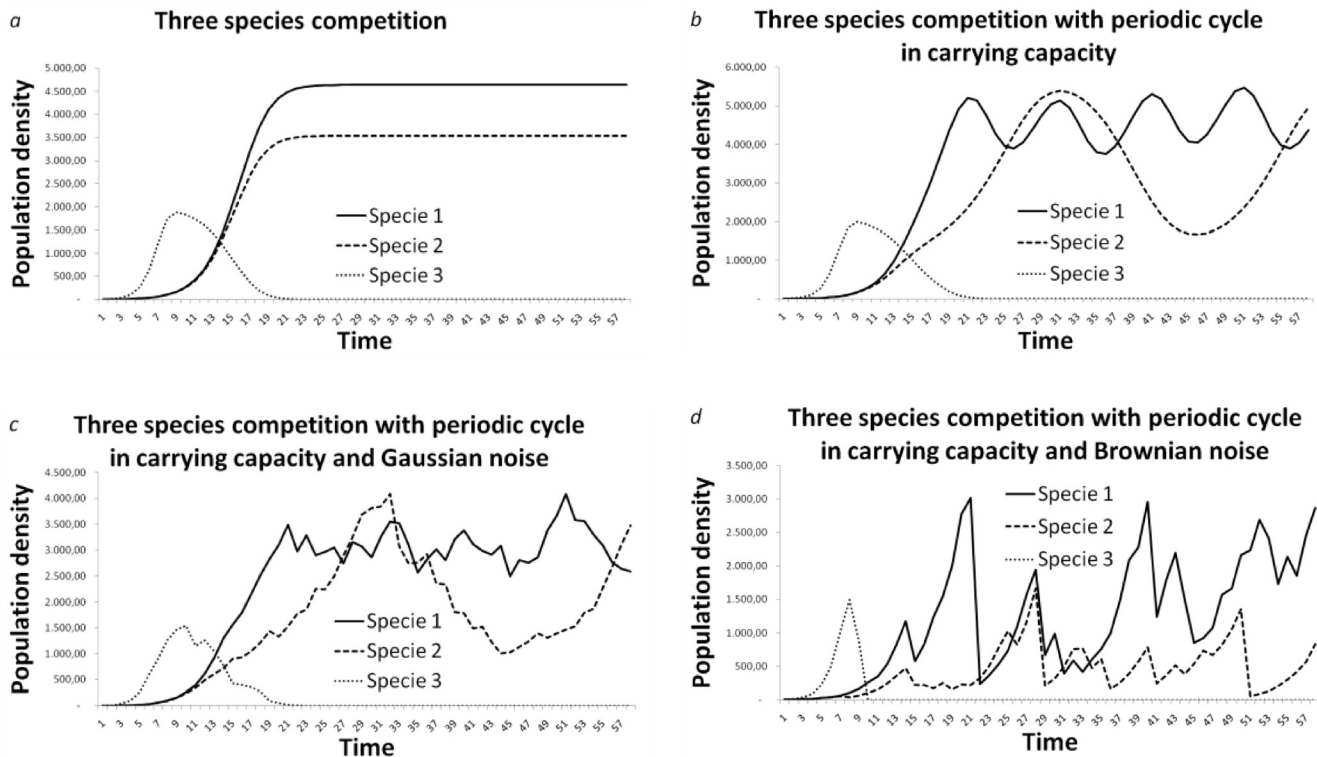 a
Three species competition
Population density
5.000,00
4.500,00
4.000,00
3.500,00
3.000,00
2.500,00
2.000,00
1.500,00
1.000,00
500,00
-
Specie 1
Specie 2
Specie 3
1 3 5 7 9 11 13 15 17 19 21 23 25 27 29 31 33 35 37 39 41 43 45 47 49 51 53 55 57
Time
b
Three species competition with periodic cycle
in carrying capacity
Population density
6.000,00
5.000,00
4.000,00
3.000,00
2.000,00
1.000,00
-
Specie 1
Specie 2
Specie 3
1 3 5 7 9 11 13 15 17 19 21 23 25 27 29 31 33 35 37 39 41 43 45 47 49 51 53 55 57
Time
c
Three species competition with periodic cycle
in carrying capacity and Gaussian noise
Population density
4.500,00
4.000,00
3.500,00
3.000,00
2.500,00
2.000,00
1.500,00
1.000,00
500,00
-
Specie 1
Specie 2
Specie 3
1 3 5 7 9 11 13 15 17 19 21 23 25 27 29 31 33 35 37 39 41 43 45 47 49 51 53 55 57
Time
d
Three species competition with periodic cycle
in carrying capacity and Brownian noise
Population density
3.500,00
3.000,00
2.500,00
2.000,00
1.500,00
1.000,00
500,00
-
Specie 1
Specie 2
Specie 3
1 3 5 7 9 11 13 15 17 19 21 23 25 27 29 31 33 35 37 39 41 43 45 47 49 51 53 55 57
Time